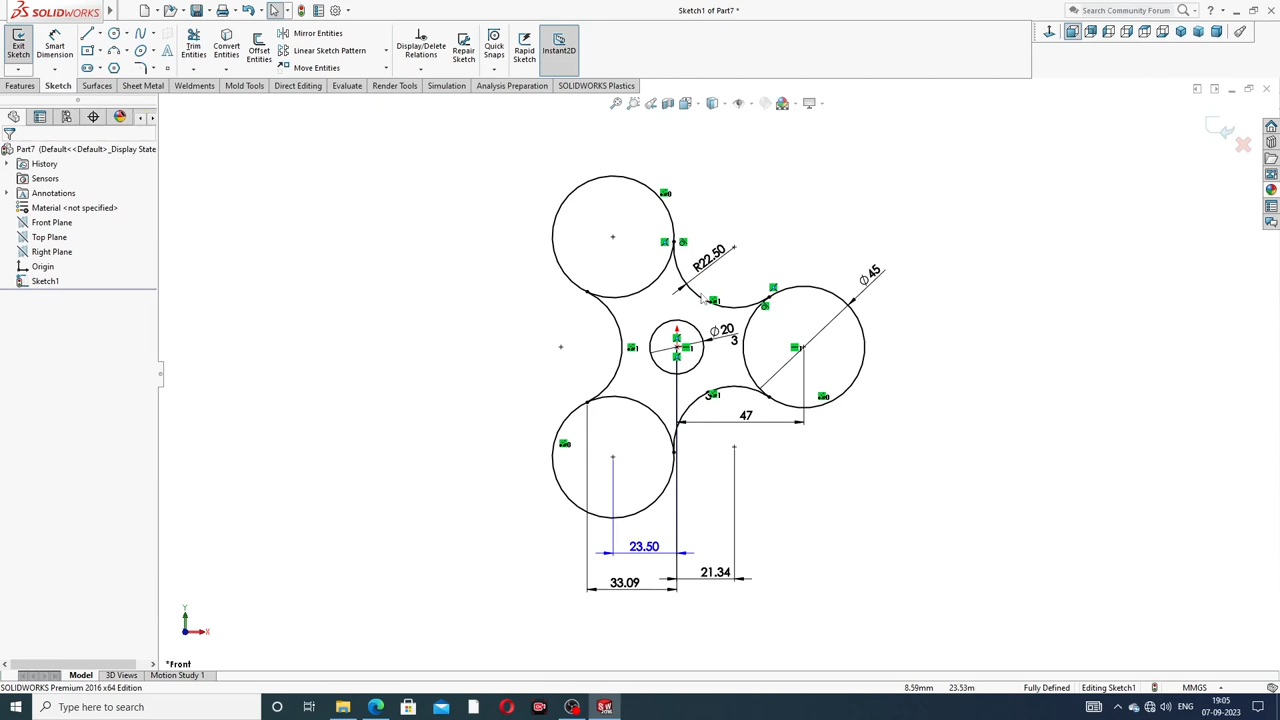 SOLIDWORKS
Sketch1 of Part7 *
Search Community Forum
Exit Sketch
Smart Dimension
Trim Entities
Convert Entities
Offset Entities
Mirror Entities
Linear Sketch Pattern
Move Entities
Display/Delete Relations
Repair Sketch
Quick Snaps
Rapid Sketch
Instant2D
Features
Sketch
Surfaces
Sheet Metal
Weldments
Mold Tools
Direct Editing
Evaluate
Render Tools
Simulation
Analysis Preparation
SOLIDWORKS Plastics
Part7 (Default<<Default>_Display State
History
Sensors
Annotations
Material <not specified>
Front Plane
Top Plane
Right Plane
Origin
Sketch1
R22.50
Ø45
Ø20
3
3
47
23.50
21.34
33.09
Y
X
*Front
Model
3D Views
Motion Study 1
SOLIDWORKS Premium 2016 x64 Edition
8.59mm
23.53m
Fully Defined
Editing Sketch1
MMGS
Type here to search
ENG
19:05
07-09-2023